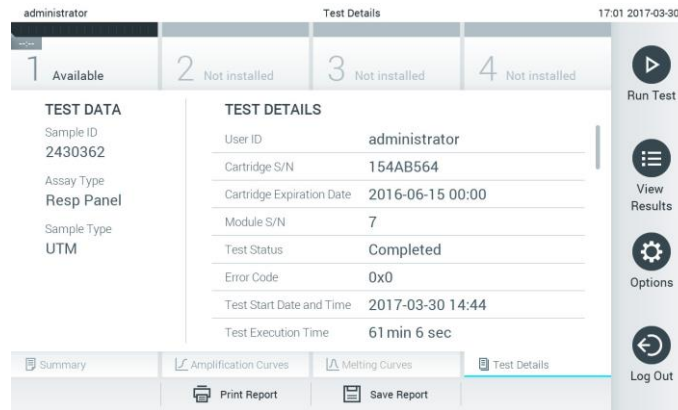 administrator
Test Details
17:01 2017-03-30
--:--
1 Available
2 Not installed
3 Not installed
4 Not installed
Run Test
View
Results
Options
Log Out
TEST DATA
Sample ID
2430362
Assay Type
Resp Panel
Sample Type
UTM
TEST DETAILS
User ID administrator
Cartridge S/N 154AB564
Cartridge Expiration Date 2016-06-15 00:00
Module S/N 7
Test Status Completed
Error Code 0x0
Test Start Date and Time 2017-03-30 14:44
Test Execution Time 61 min 6 sec
Summary
Amplification Curves
Melting Curves
Test Details
Print Report
Save Report